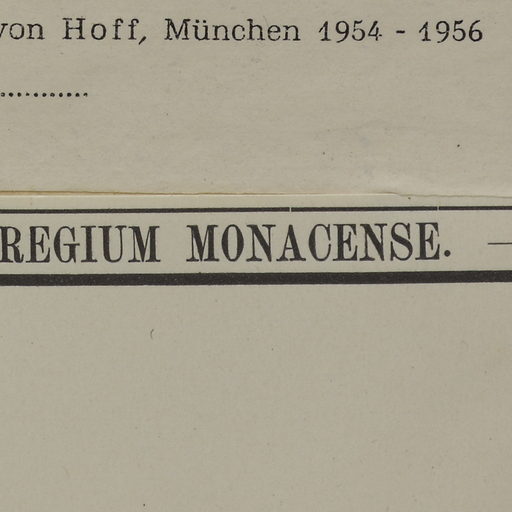 von Hoff, München 1954 - 1956
REGIUM MONACENSE. —